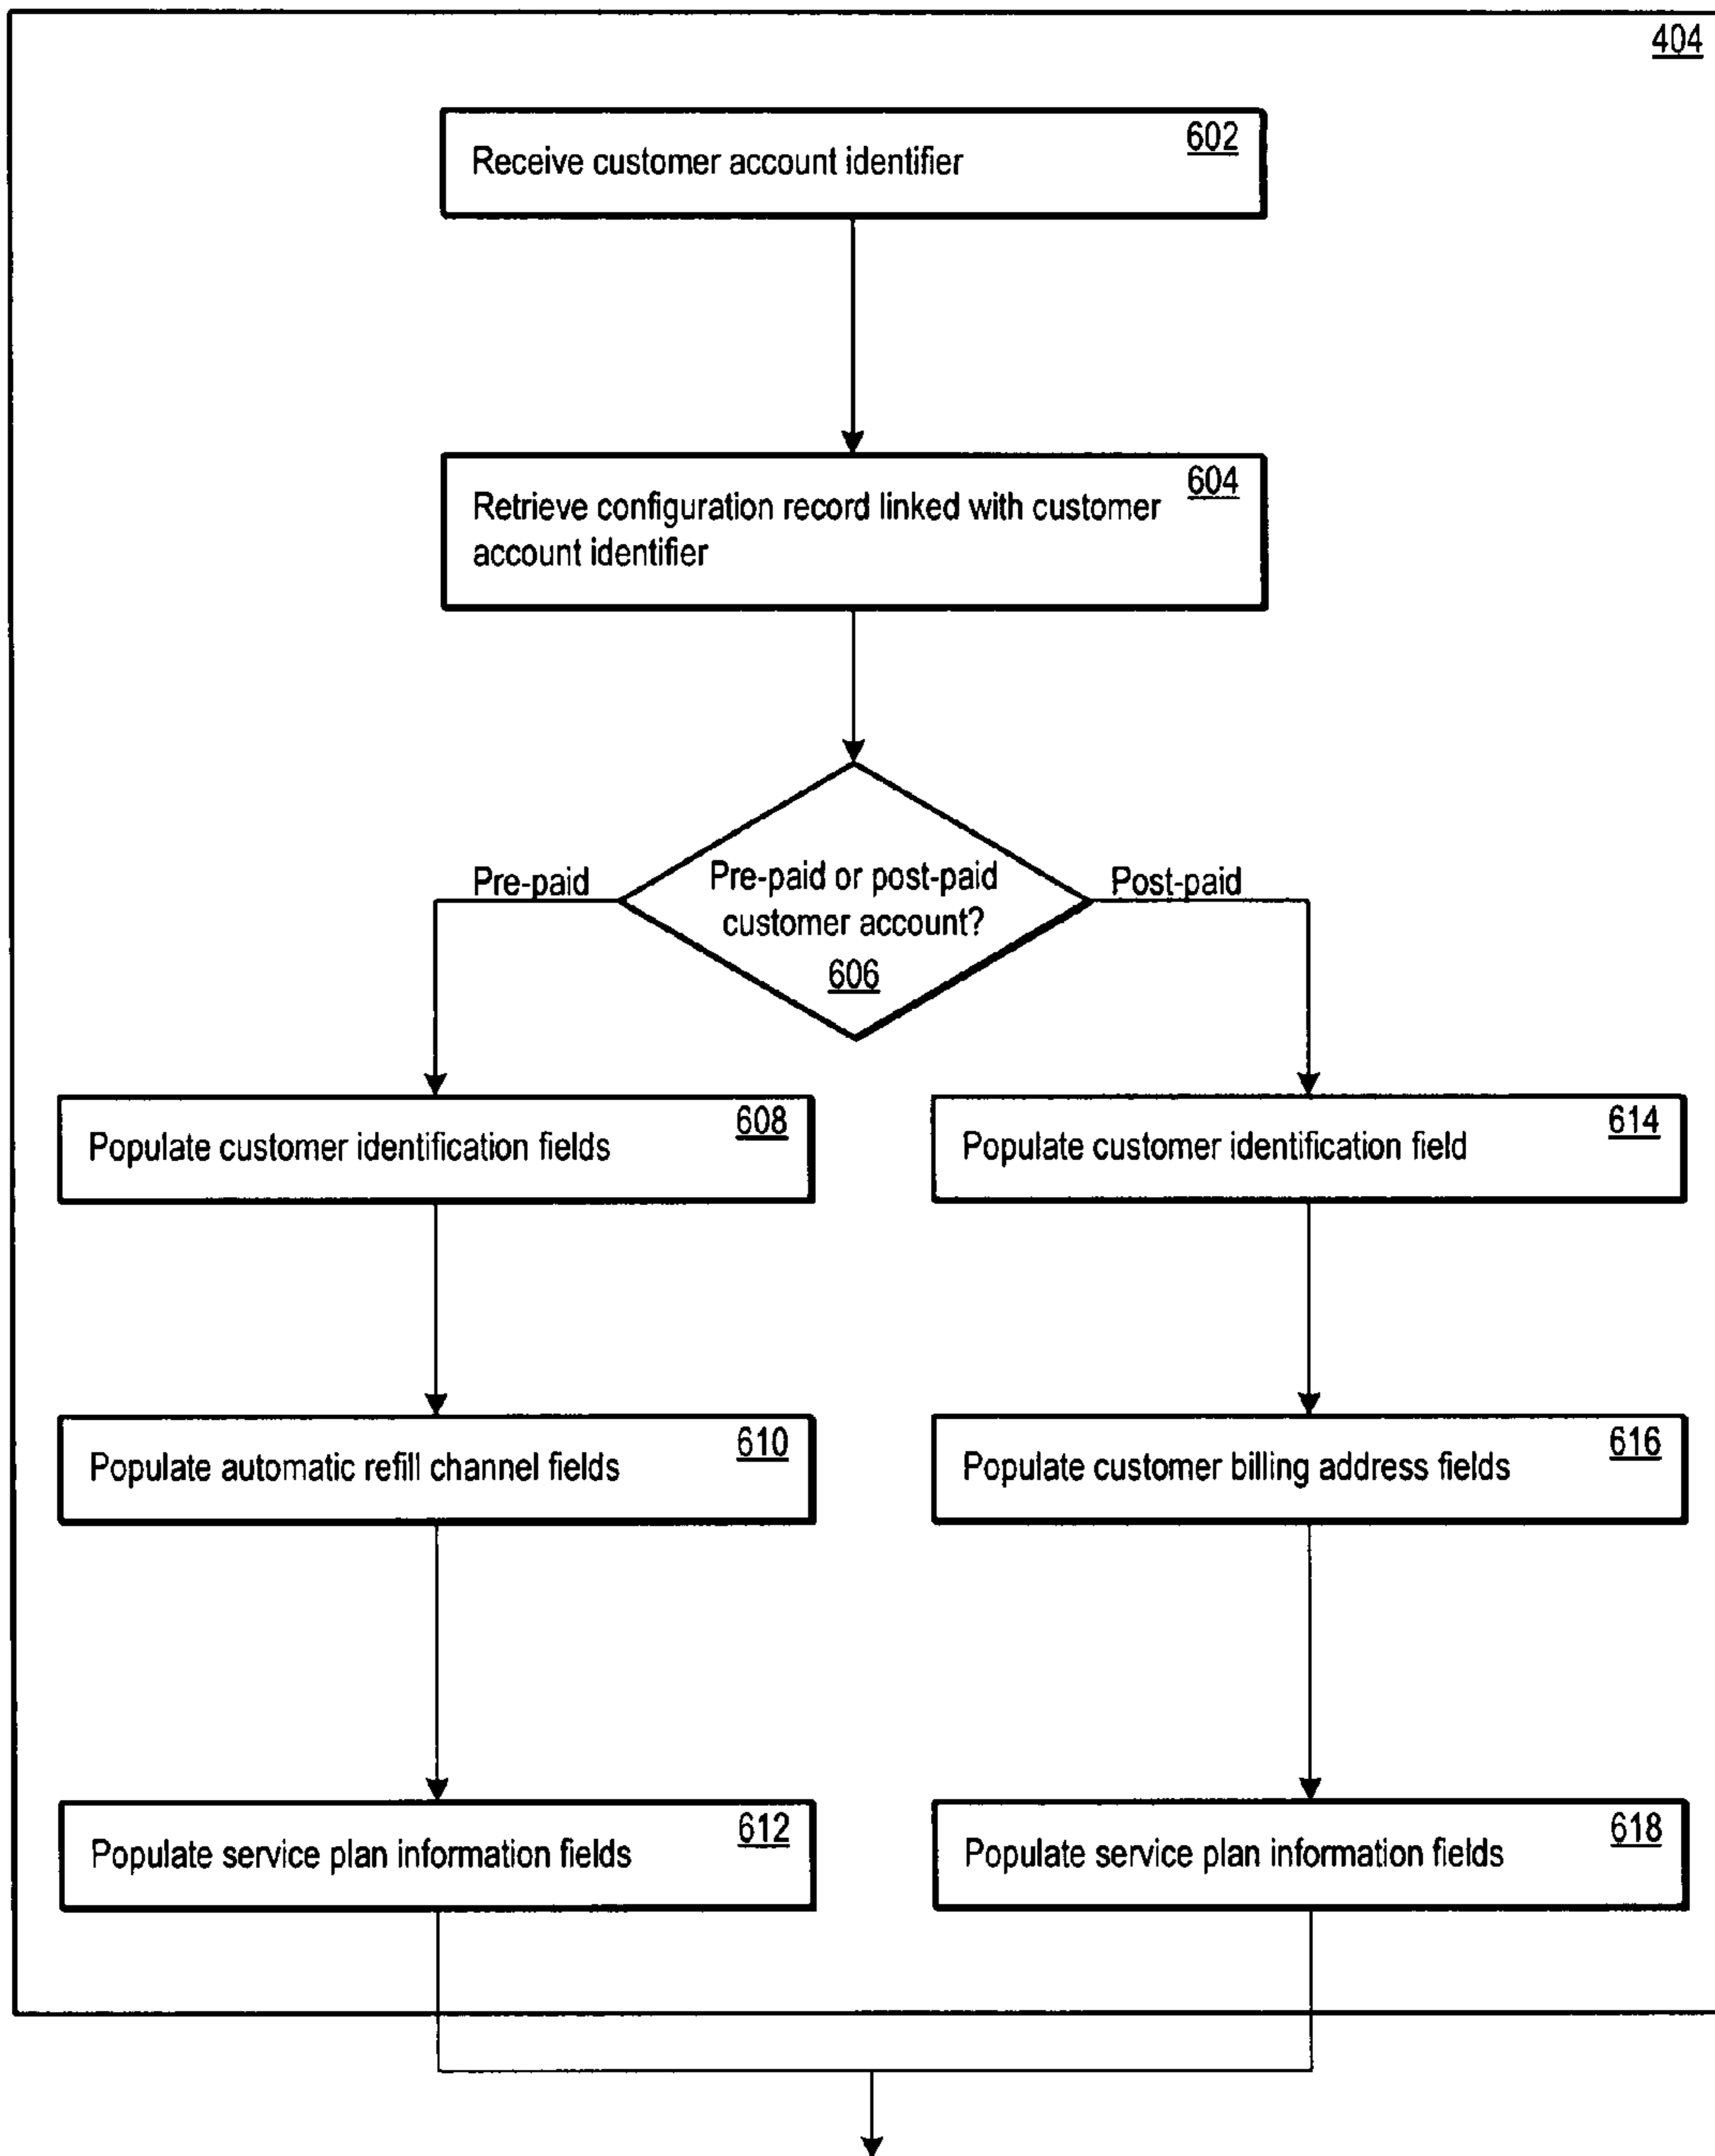 404
602
Receive customer account identifier
604
Retrieve configuration record linked with customer
account identifier
Pre-paid
Pre-paid or post-paid
customer account?
606
Post-paid
608
Populate customer identification fields
614
Populate customer identification field
610
Populate automatic refill channel fields
616
Populate customer billing address fields
612
Populate service plan information fields
618
Populate service plan information fields